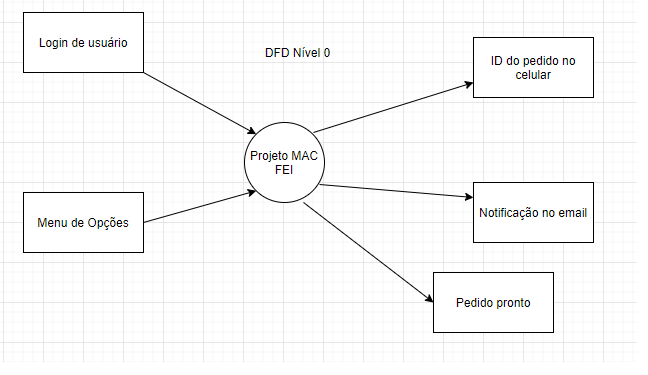 Login de usuário
DFD Nível 0
ID do pedido no
celular
Projeto MAC
FEI
Menu de Opções
Notificação no email
Pedido pronto